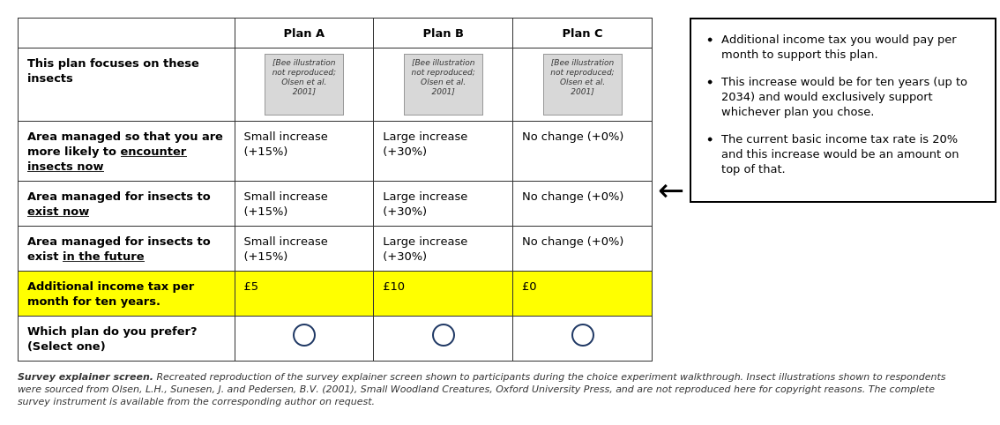 Plan A Plan B Plan C
This plan focuses on these
insects
[Bee illustration
not reproduced;
Olsen et al.
2001]
[Bee illustration
not reproduced;
Olsen et al.
2001]
[Bee illustration
not reproduced;
Olsen et al.
2001]
Area managed so that you are
more likely to encounter
insects now
Small increase
(+15%)
Large increase
(+30%)
No change (+0%)
Area managed for insects to
exist now
Small increase
(+15%)
Large increase
(+30%)
No change (+0%)
Area managed for insects to
exist in the future
Small increase
(+15%)
Large increase
(+30%)
No change (+0%)
Additional income tax per
month for ten years.
£5
£10
£0
Which plan do you prefer?
(Select one)
←
• Additional income tax you would pay per
month to support this plan.
• This increase would be for ten years (up to
2034) and would exclusively support
whichever plan you chose.
• The current basic income tax rate is 20%
and this increase would be an amount on
top of that.
Survey explainer screen. Recreated reproduction of the survey explainer screen shown to participants during the choice experiment walkthrough. Insect illustrations shown to respondents
were sourced from Olsen, L.H., Sunesen, J. and Pedersen, B.V. (2001), Small Woodland Creatures, Oxford University Press, and are not reproduced here for copyright reasons. The complete
survey instrument is available from the corresponding author on request.